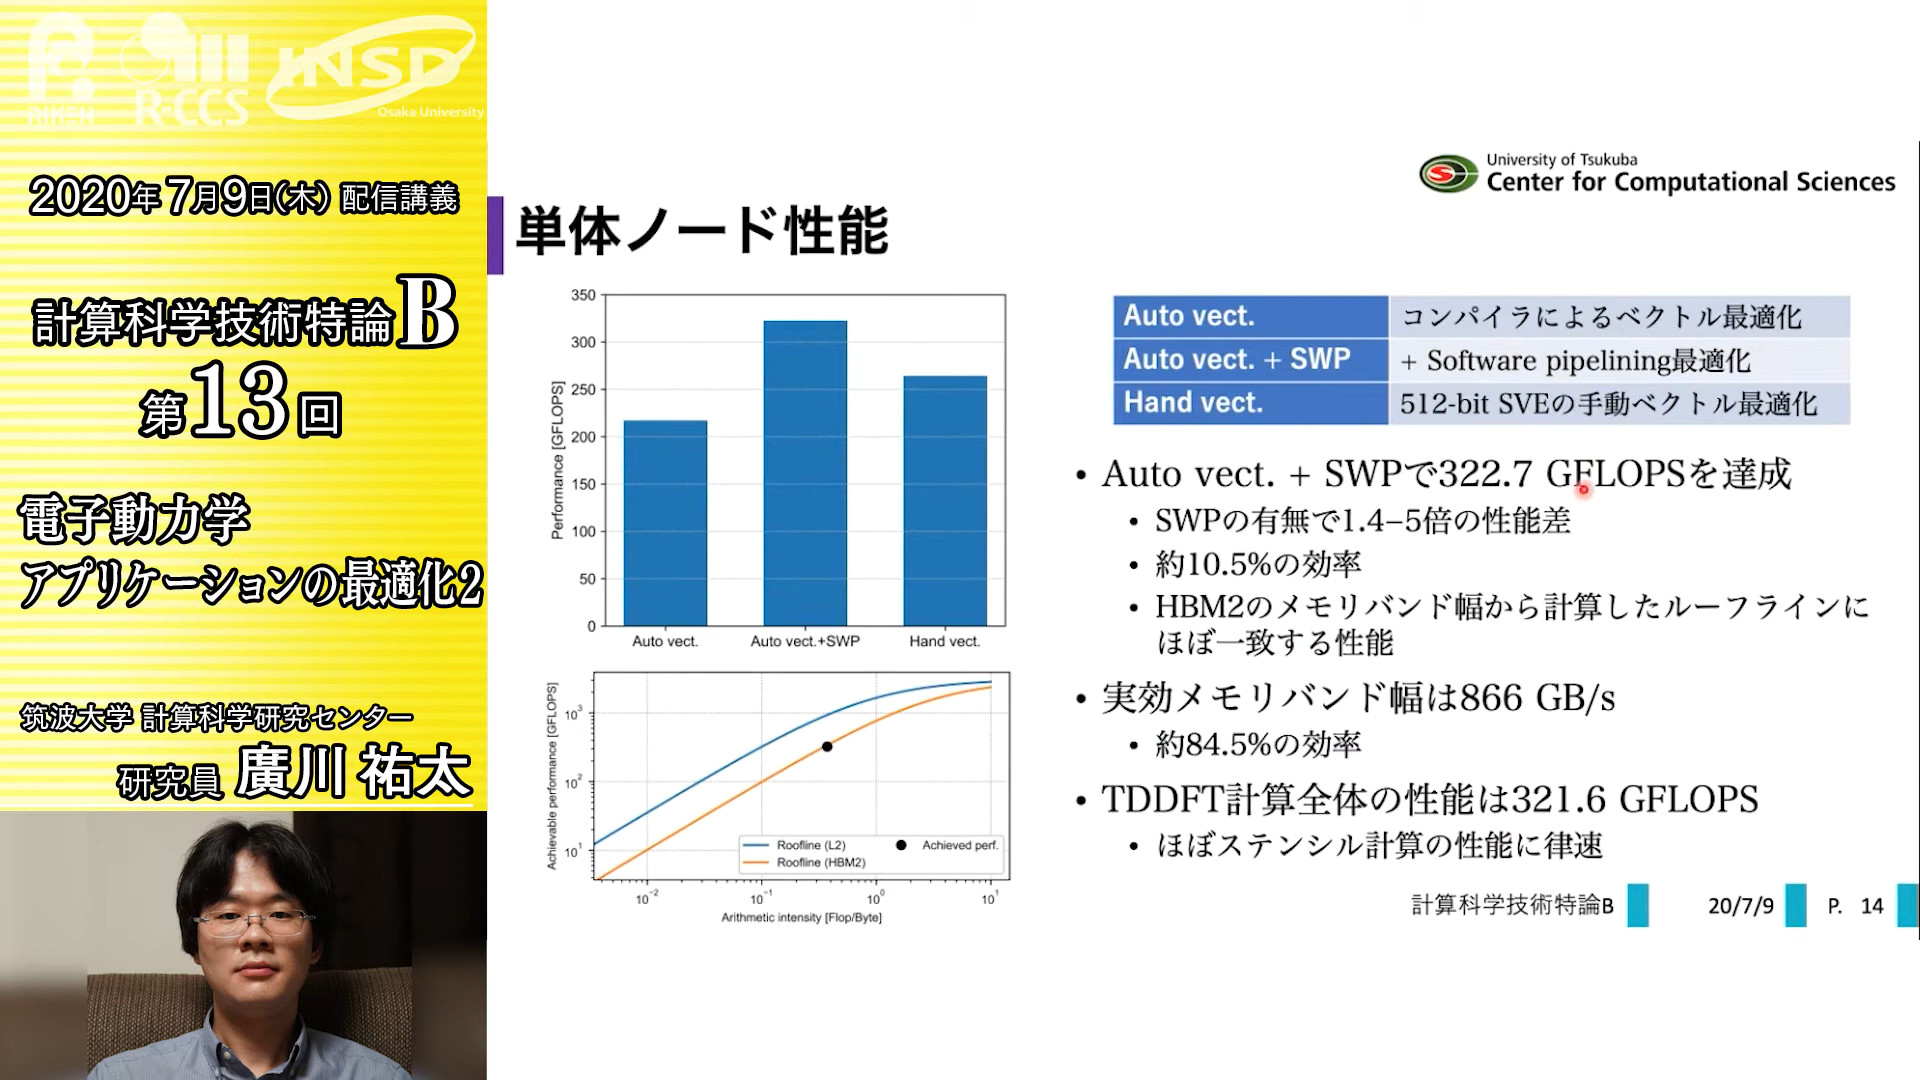 RIKEN
R-CCS
INSD
Osaka University
2020年 7月9日(木) 配信講義
計算科学技術特論B
第13回
電子動力学
アプリケーションの最適化2
筑波大学 計算科学研究センター
研究員 廣川 祐太
University of Tsukuba
Center for Computational Sciences
単体ノード性能
350
300
250
200
150
100
50
0
Performance [GFLOPS]
Auto vect.
Auto vect.+SWP
Hand vect.
10³
10²
10¹
Achievable performance [GFLOPS]
Roofline (L2)
Roofline (HBM2)
Achieved perf.
10⁻²
10⁻¹
10⁰
10¹
Arithmetic intensity [Flop/Byte]
Auto vect. コンパイラによるベクトル最適化
Auto vect. + SWP + Software pipelining最適化
Hand vect. 512-bit SVEの手動ベクトル最適化
• Auto vect. + SWPで322.7 GFLOPSを達成
• SWPの有無で1.4–5倍の性能差
• 約10.5%の効率
• HBM2のメモリバンド幅から計算したルーフラインに
ほぼ一致する性能
• 実効メモリバンド幅は866 GB/s
• 約84.5%の効率
• TDDFT計算全体の性能は321.6 GFLOPS
• ほぼステンシル計算の性能に律速
計算科学技術特論B
20/7/9
P. 14